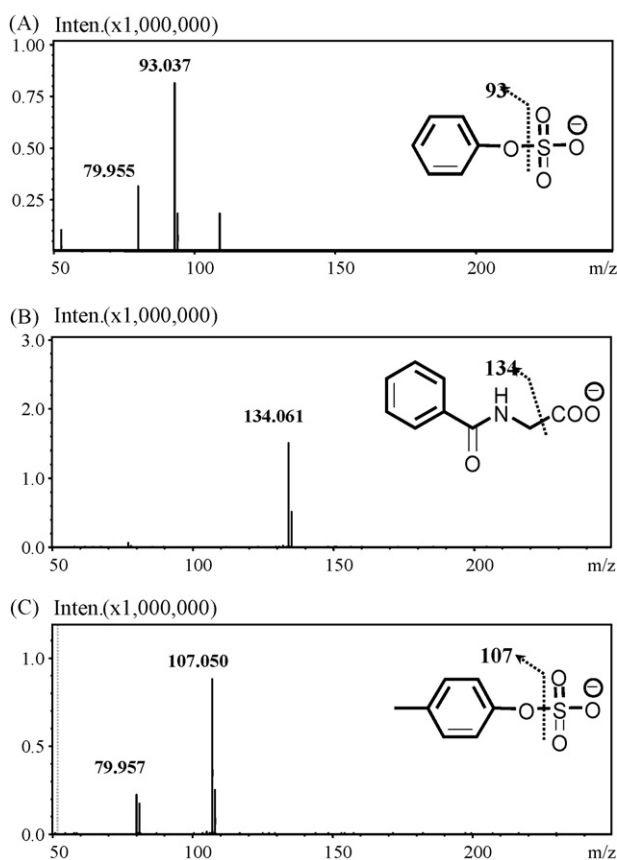 (A) Inten.(x1,000,000)
1.00
0.75
0.50
0.25
93.037
79.955
93
O S O
O
O
50 100 150 200 m/z
(B) Inten.(x1,000,000)
3.0
2.0
1.0
0.0
134.061
134
H
N COO
O
50 100 150 200 m/z
(C) Inten.(x1,000,000)
1.0
0.5
0.0
107.050
79.957
107
O
O S O
O
50 100 150 200 m/z